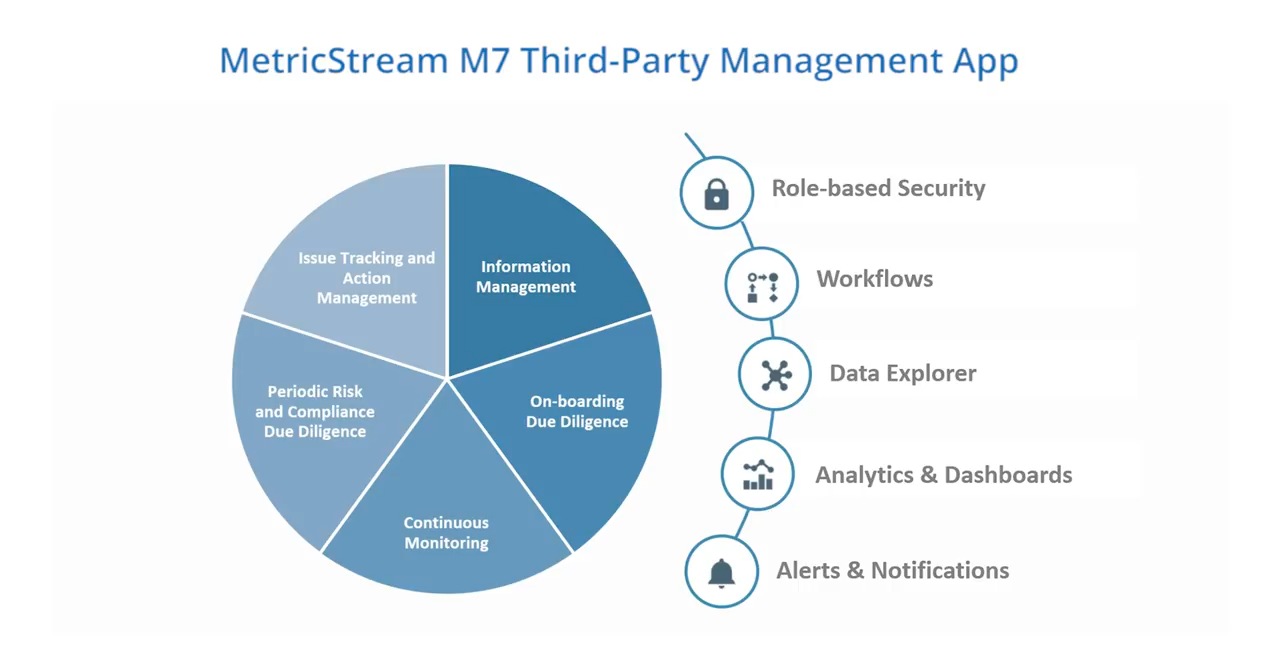 MetricStream M7 Third-Party Management App
Issue Tracking and
Action
Management
Information
Management
Periodic Risk
and Compliance
Due Diligence
On-boarding
Due Diligence
Continuous
Monitoring
Role-based Security
Workflows
Data Explorer
Analytics & Dashboards
Alerts & Notifications